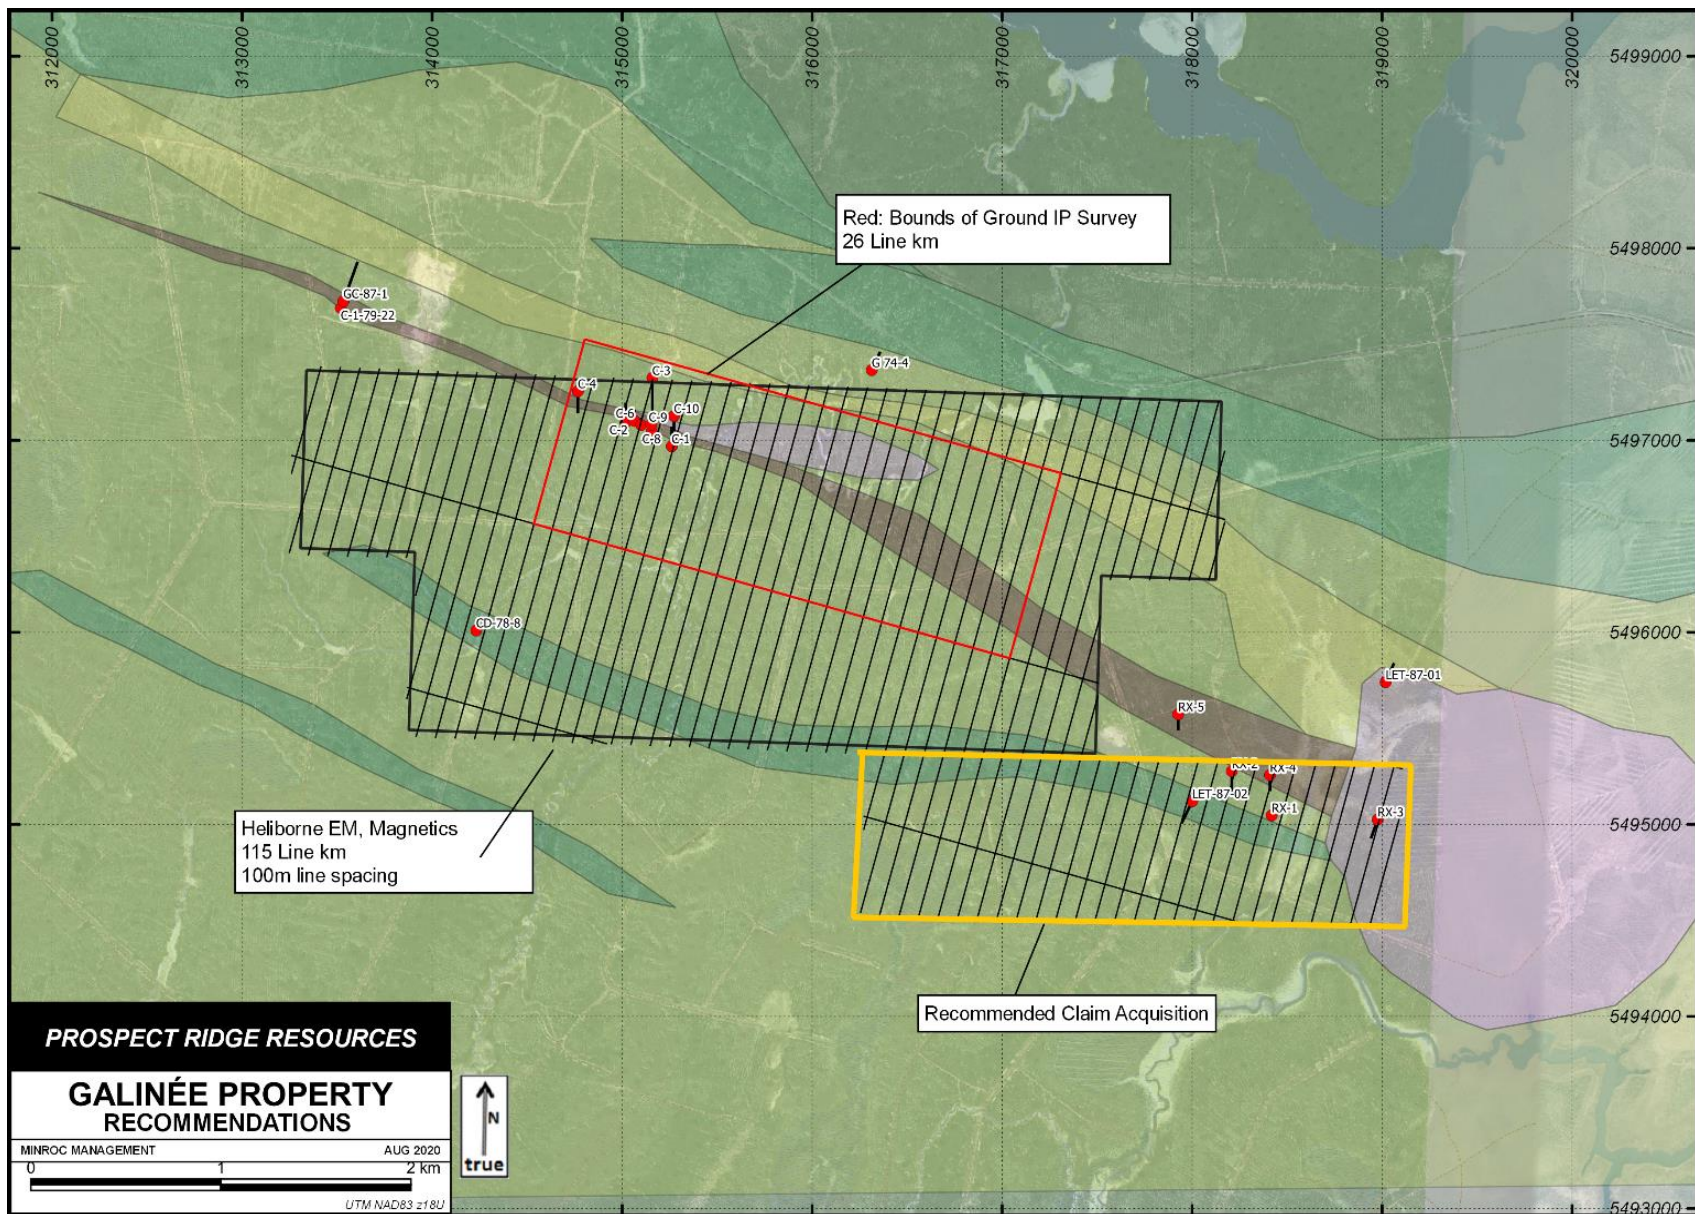 312000
313000
314000
315000
316000
317000
318000
319000
320000
5499000
Red: Bounds of Ground IP Survey
26 Line km
5498000
GC-87-1
C-1-79-22
G 74-4
C-3
C-4
C-10
C-6
C-9
C-2
C-8
C-1
5497000
CD-78-8
5496000
LET-87-01
RX-5
RX-2
RX-4
LET-87-02
RX-1
RX-3
5495000
Heliborne EM, Magnetics
115 Line km
100m line spacing
Recommended Claim Acquisition
5494000
PROSPECT RIDGE RESOURCES
GALINÉE PROPERTY
RECOMMENDATIONS
MINROC MANAGEMENT AUG 2020
0 1 2 km
UTM NAD83 z18U
N
true
5493000